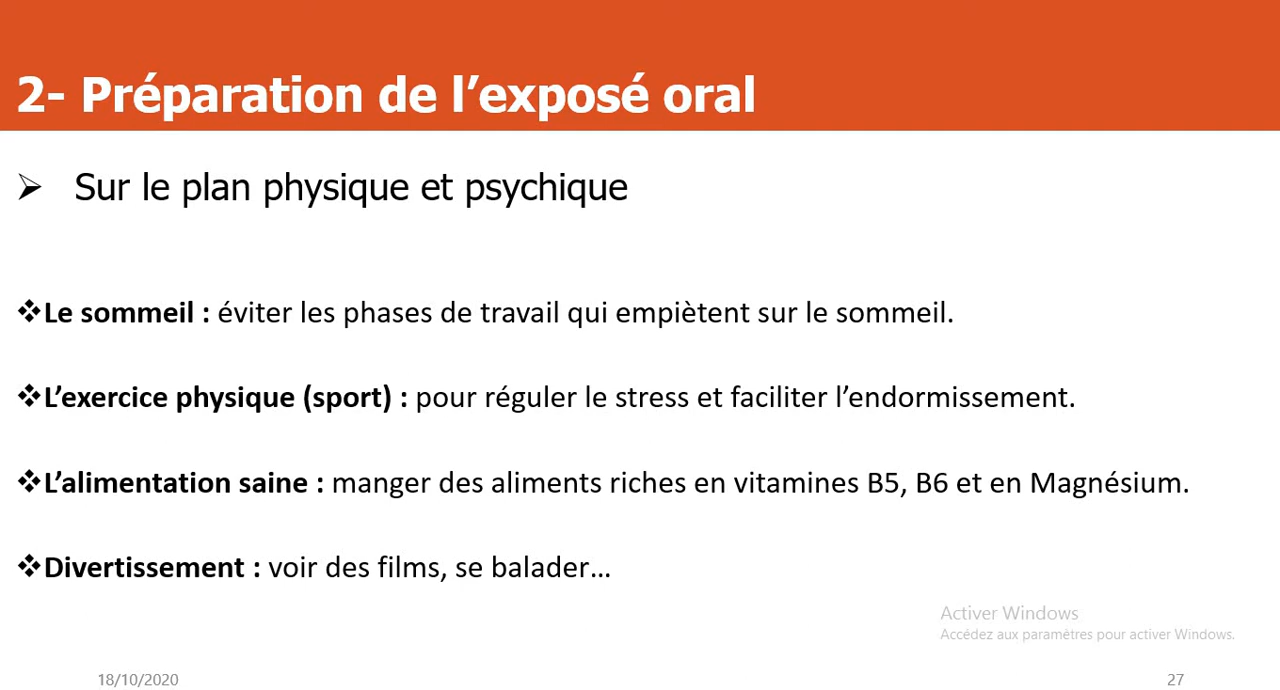 2- Préparation de l’exposé oral
➢ Sur le plan physique et psychique
❖Le sommeil : éviter les phases de travail qui empiètent sur le sommeil.
❖L’exercice physique (sport) : pour réguler le stress et faciliter l’endormissement.
❖L’alimentation saine : manger des aliments riches en vitamines B5, B6 et en Magnésium.
❖Divertissement : voir des films, se balader…
Activer Windows
Accédez aux paramètres pour activer Windows.
18/10/2020
27